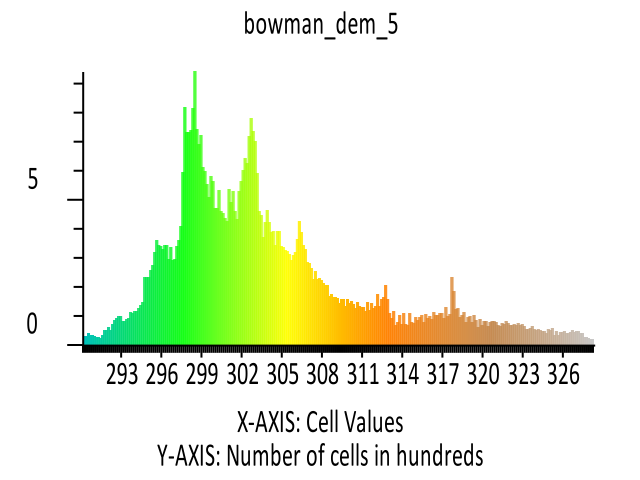 bowman_dem_5
5
0
293 296 299 302 305 308 311 314 317 320 323 326
X-AXIS: Cell Values
Y-AXIS: Number of cells in hundreds